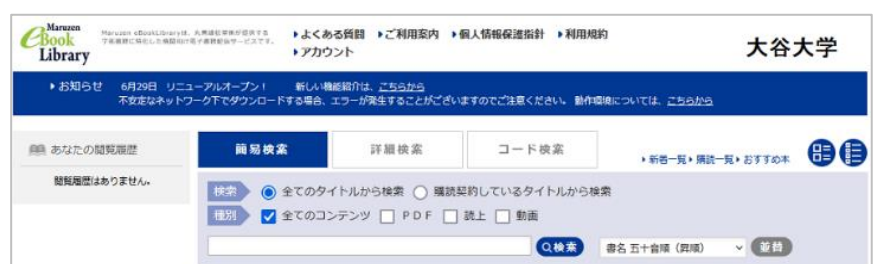 Maruzen
eBook
Library
Maruzen eBookLibraryは、丸善雄松堂株式会社が提供する
学術書籍に特化した機関向け電子書籍配信サービスです。
よくある質問 ご利用案内 個人情報保護指針 利用規約
アカウント
大谷大学
お知らせ 6月29日 リニューアルオープン! 新しい機能紹介は、こちらから
不安定なネットワーク下でダウンロードする場合、エラーが発生することがございますのでご注意ください。 動作環境については、こちらから
あなたの閲覧履歴
閲覧履歴はありません。
簡易検索 詳細検索 コード検索
新着一覧 購読一覧 おすすめ本
検索 全てのタイトルから検索 購読契約しているタイトルから検索
種別 全てのコンテンツ PDF 読上 動画
検索 書名 五十音順(昇順) 並替